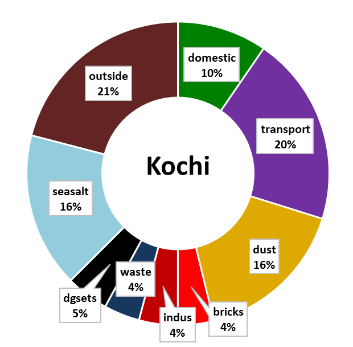 domestic
10%
transport
20%
dust
16%
bricks
4%
indus
4%
waste
4%
dgsets
5%
seasalt
16%
outside
21%
Kochi